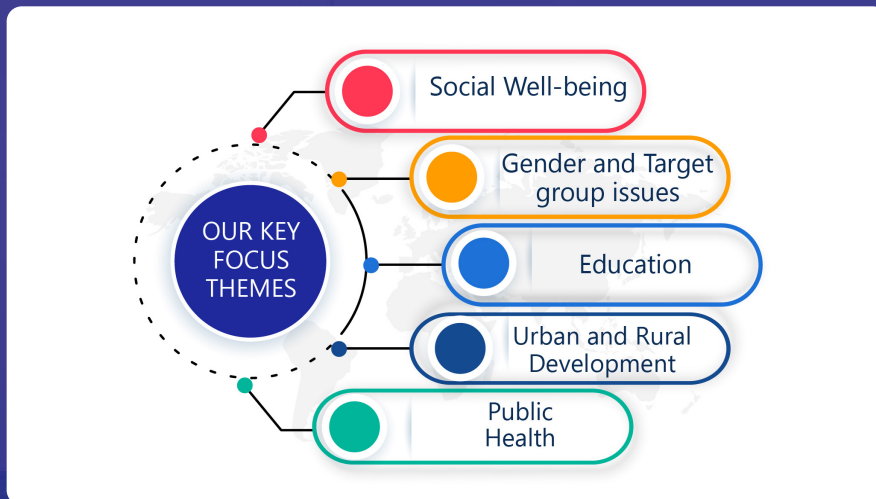 OUR KEY
FOCUS
THEMES
Social Well-being
Gender and Target
group issues
Education
Urban and Rural
Development
Public
Health